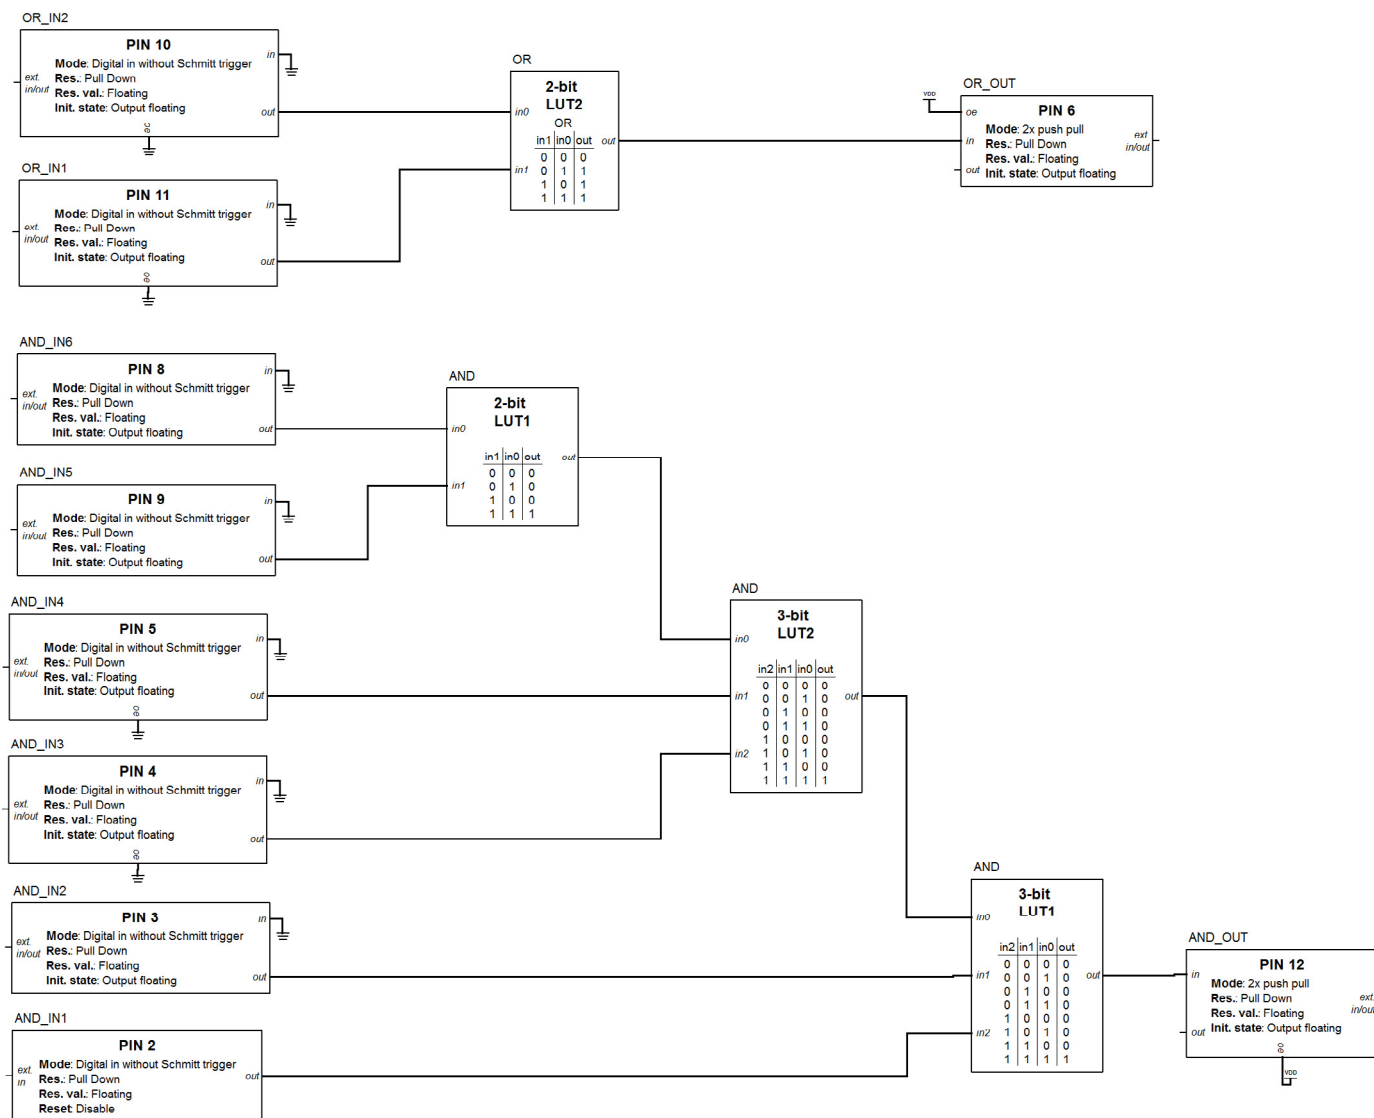 OR_IN2
PIN 10
Mode: Digital in without Schmitt trigger
Res.: Pull Down
Res. val.: Floating
Init. state: Output floating
ext.
in/out
in
out
oe
OR_IN1
PIN 11
Mode: Digital in without Schmitt trigger
Res.: Pull Down
Res. val.: Floating
Init. state: Output floating
ext.
in/out
in
out
oe
OR
2-bit
LUT2
OR
in1 in0 out
0 0 0
0 1 1
1 0 1
1 1 1
in0
in1
out
OR_OUT
VDD
PIN 6
Mode: 2x push pull
Res.: Pull Down
Res. val.: Floating
Init. state: Output floating
oe
in
out
ext.
in/out
AND_IN6
PIN 8
Mode: Digital in without Schmitt trigger
Res.: Pull Down
Res. val.: Floating
Init. state: Output floating
ext.
in/out
in
out
AND_IN5
PIN 9
Mode: Digital in without Schmitt trigger
Res.: Pull Down
Res. val.: Floating
Init. state: Output floating
ext.
in/out
in
out
AND
2-bit
LUT1
in1 in0 out
0 0 0
0 1 0
1 0 0
1 1 1
in0
in1
out
AND_IN4
PIN 5
Mode: Digital in without Schmitt trigger
Res.: Pull Down
Res. val.: Floating
Init. state: Output floating
ext.
in/out
in
out
oe
AND_IN3
PIN 4
Mode: Digital in without Schmitt trigger
Res.: Pull Down
Res. val.: Floating
Init. state: Output floating
ext.
in/out
in
out
oe
AND
3-bit
LUT2
in2 in1 in0 out
0 0 0 0
0 0 1 0
0 1 0 0
0 1 1 0
1 0 0 0
1 0 1 0
1 1 0 0
1 1 1 1
in0
in1
in2
out
AND_IN2
PIN 3
Mode: Digital in without Schmitt trigger
Res.: Pull Down
Res. val.: Floating
Init. state: Output floating
ext.
in/out
in
out
AND_IN1
PIN 2
Mode: Digital in without Schmitt trigger
Res.: Pull Down
Res. val.: Floating
Reset: Disable
ext.
in
out
AND
3-bit
LUT1
in2 in1 in0 out
0 0 0 0
0 0 1 0
0 1 0 0
0 1 1 0
1 0 0 0
1 0 1 0
1 1 0 0
1 1 1 1
in0
in1
in2
out
AND_OUT
PIN 12
Mode: 2x push pull
Res.: Pull Down
Res. val.: Floating
Init. state: Output floating
in
out
ext.
in/out
oe
VDD